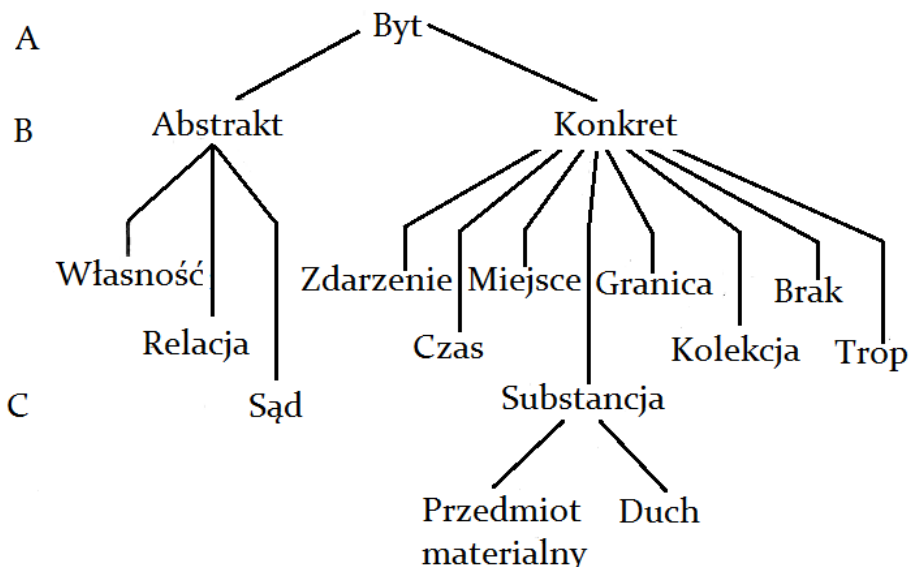 A
Byt
B
Abstrakt
Konkret
Własność
Zdarzenie
Miejsce
Granica
Brak
Relacja
Czas
Kolekcja
Trop
C
Sąd
Substancja
Przedmiot
materialny
Duch